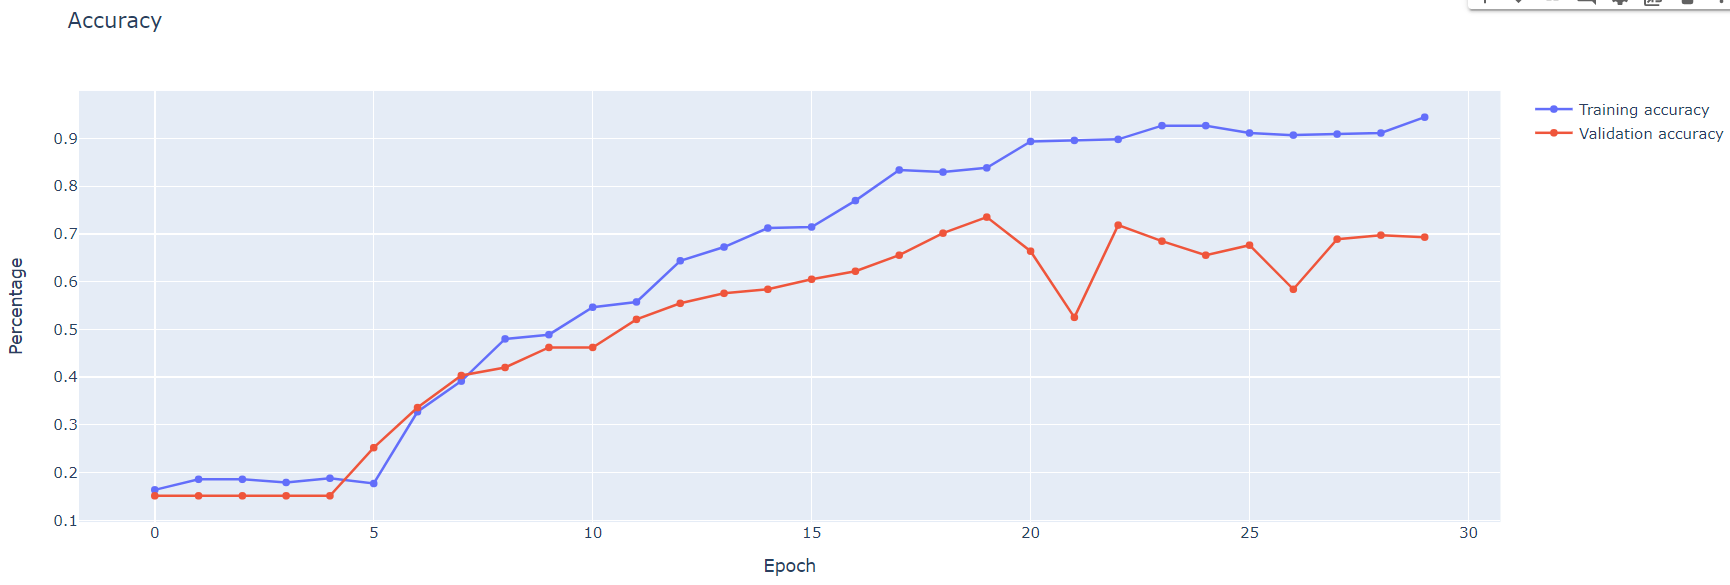 Accuracy
Training accuracy
Validation accuracy
0.9
0.8
0.7
0.6
0.5
0.4
0.3
0.2
0.1
Percentage
0 5 10 15 20 25 30
Epoch